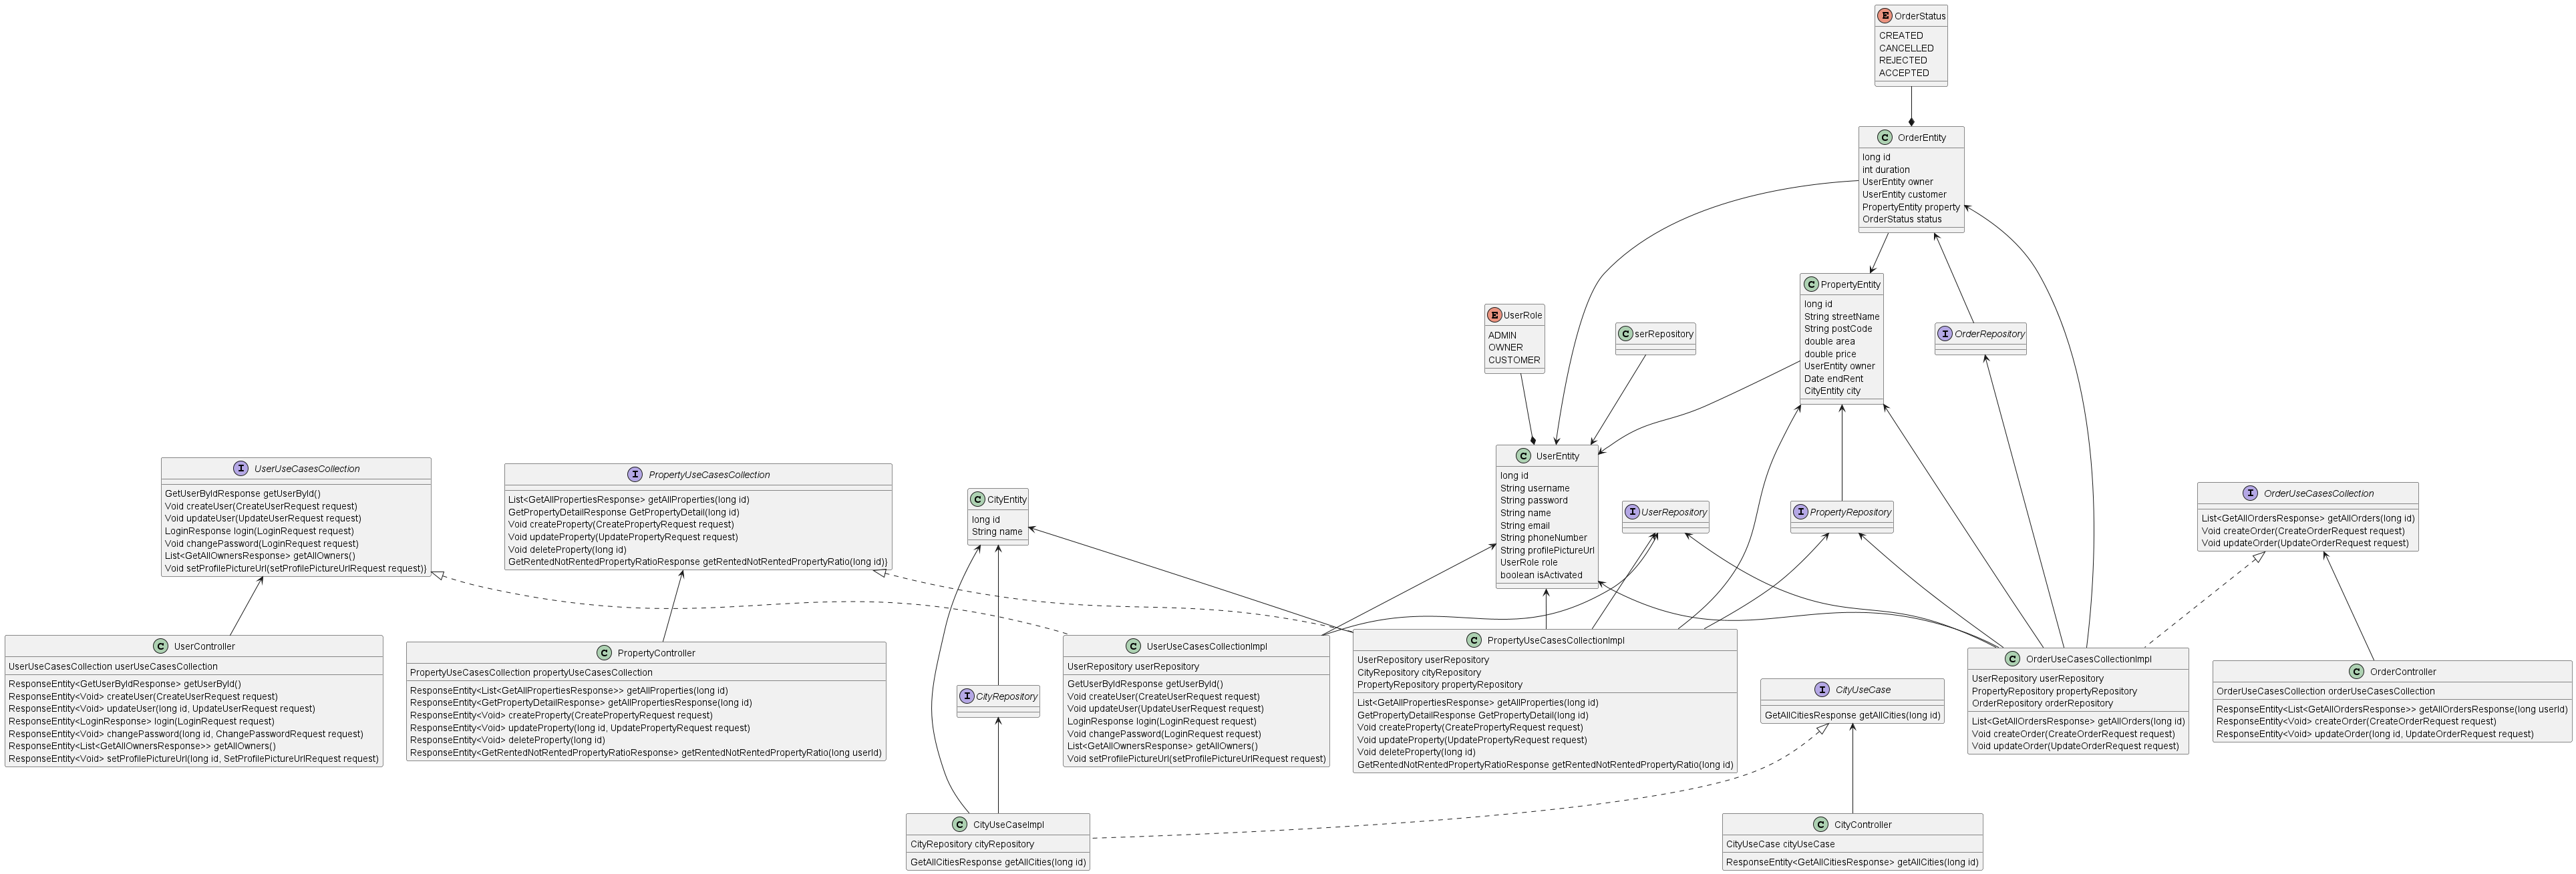 E OrderStatus
CREATED
CANCELLED
REJECTED
ACCEPTED
C OrderEntity
long id
int duration
UserEntity owner
UserEntity customer
PropertyEntity property
OrderStatus status
C PropertyEntity
long id
String streetName
String postCode
double area
double price
UserEntity owner
Date endRent
CityEntity city
E UserRole
ADMIN
OWNER
CUSTOMER
C serRepository
I OrderRepository
C UserEntity
long id
String username
String password
String name
String email
String phoneNumber
String profilePictureUrl
UserRole role
boolean isActivated
I UserUseCasesCollection
GetUserByIdResponse getUserById()
Void createUser(CreateUserRequest request)
Void updateUser(UpdateUserRequest request)
LoginResponse login(LoginRequest request)
Void changePassword(LoginRequest request)
List<GetAllOwnersResponse> getAllOwners()
Void setProfilePictureUrl(setProfilePictureUrlRequest request)}
I PropertyUseCasesCollection
List<GetAllPropertiesResponse> getAllProperties(long id)
GetPropertyDetailResponse GetPropertyDetail(long id)
Void createProperty(CreatePropertyRequest request)
Void updateProperty(UpdatePropertyRequest request)
Void deleteProperty(long id)
GetRentedNotRentedPropertyRatioResponse getRentedNotRentedPropertyRatio(long id)}
C CityEntity
long id
String name
I UserRepository
I PropertyRepository
I OrderUseCasesCollection
List<GetAllOrdersResponse> getAllOrders(long id)
Void createOrder(CreateOrderRequest request)
Void updateOrder(UpdateOrderRequest request)
C UserController
UserUseCasesCollection userUseCasesCollection
ResponseEntity<GetUserByIdResponse> getUserById()
ResponseEntity<Void> createUser(CreateUserRequest request)
ResponseEntity<Void> updateUser(long id, UpdateUserRequest request)
ResponseEntity<LoginResponse> login(LoginRequest request)
ResponseEntity<Void> changePassword(long id, ChangePasswordRequest request)
ResponseEntity<List<GetAllOwnersResponse>> getAllOwners()
ResponseEntity<Void> setProfilePictureUrl(long id, SetProfilePictureUrlRequest request)
C PropertyController
PropertyUseCasesCollection propertyUseCasesCollection
ResponseEntity<List<GetAllPropertiesResponse>> getAllProperties(long id)
ResponseEntity<GetPropertyDetailResponse> getAllPropertiesResponse(long id)
ResponseEntity<Void> createProperty(CreatePropertyRequest request)
ResponseEntity<Void> updateProperty(long id, UpdatePropertyRequest request)
ResponseEntity<Void> deleteProperty(long id)
ResponseEntity<GetRentedNotRentedPropertyRatioResponse> getRentedNotRentedPropertyRatio(long userId)
I CityRepository
C UserUseCasesCollectionImpl
UserRepository userRepository
GetUserByIdResponse getUserById()
Void createUser(CreateUserRequest request)
Void updateUser(UpdateUserRequest request)
LoginResponse login(LoginRequest request)
Void changePassword(LoginRequest request)
List<GetAllOwnersResponse> getAllOwners()
Void setProfilePictureUrl(setProfilePictureUrlRequest request)
C PropertyUseCasesCollectionImpl
UserRepository userRepository
CityRepository cityRepository
PropertyRepository propertyRepository
List<GetAllPropertiesResponse> getAllProperties(long id)
GetPropertyDetailResponse GetPropertyDetail(long id)
Void createProperty(CreatePropertyRequest request)
Void updateProperty(UpdatePropertyRequest request)
Void deleteProperty(long id)
GetRentedNotRentedPropertyRatioResponse getRentedNotRentedPropertyRatio(long id)
I CityUseCase
GetAllCitiesResponse getAllCities(long id)
C OrderUseCasesCollectionImpl
UserRepository userRepository
PropertyRepository propertyRepository
OrderRepository orderRepository
List<GetAllOrdersResponse> getAllOrders(long id)
Void createOrder(CreateOrderRequest request)
Void updateOrder(UpdateOrderRequest request)
C OrderController
OrderUseCasesCollection orderUseCasesCollection
ResponseEntity<List<GetAllOrdersResponse>> getAllOrdersResponse(long userId)
ResponseEntity<Void> createOrder(CreateOrderRequest request)
ResponseEntity<Void> updateOrder(long id, UpdateOrderRequest request)
C CityUseCaseImpl
CityRepository cityRepository
GetAllCitiesResponse getAllCities(long id)
C CityController
CityUseCase cityUseCase
ResponseEntity<GetAllCitiesResponse> getAllCities(long id)